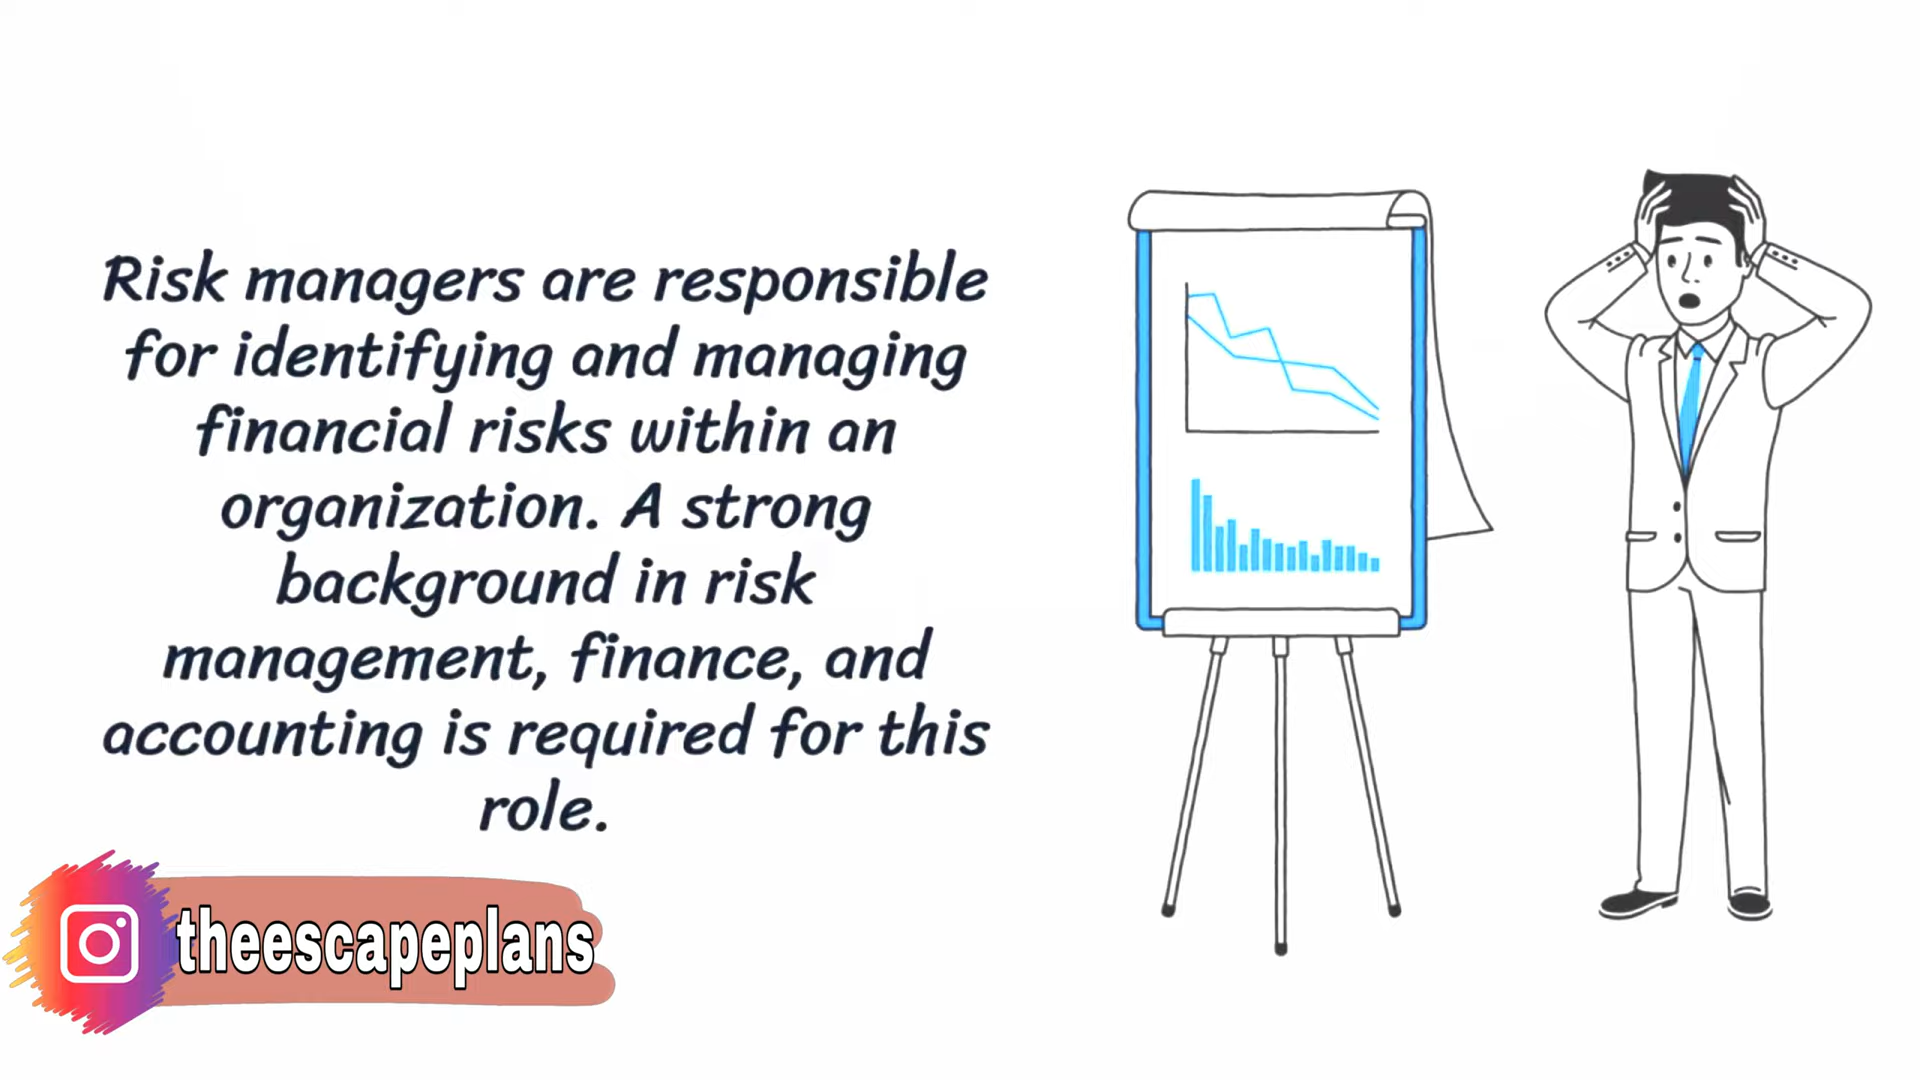 Risk managers are responsible
for identifying and managing
financial risks within an
organization. A strong
background in risk
management, finance, and
accounting is required for this
role.
theescapeplans